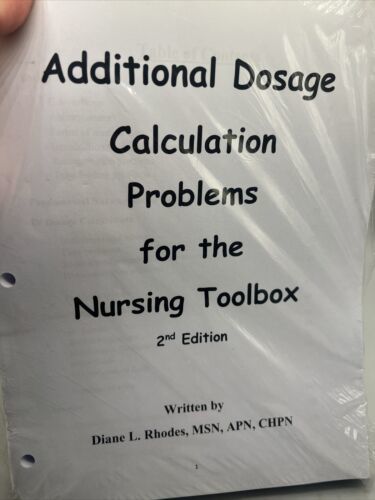 Additional Dosage
Calculation
Problems
for the
Nursing Toolbox
2nd Edition
Written by
Diane L. Rhodes, MSN, APN, CHPN
1